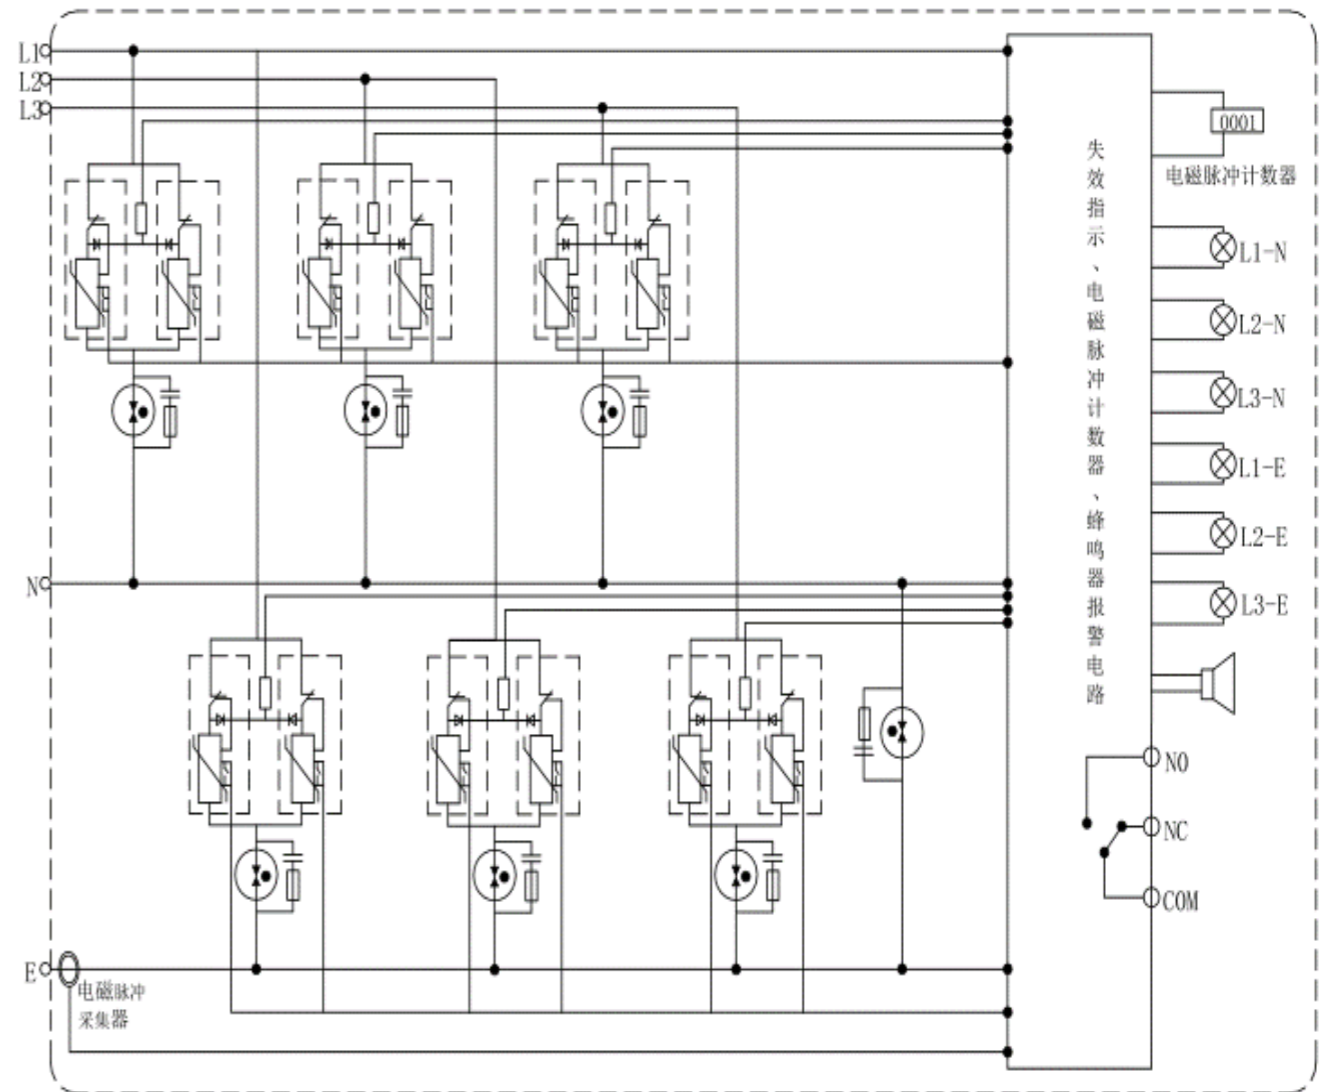 L1
L2
L3
N
E
电磁脉冲
采集器
失效指示、电磁脉冲计数器、蜂鸣器报警电路
0001
电磁脉冲计数器
L1-N
L2-N
L3-N
L1-E
L2-E
L3-E
NO
NC
COM